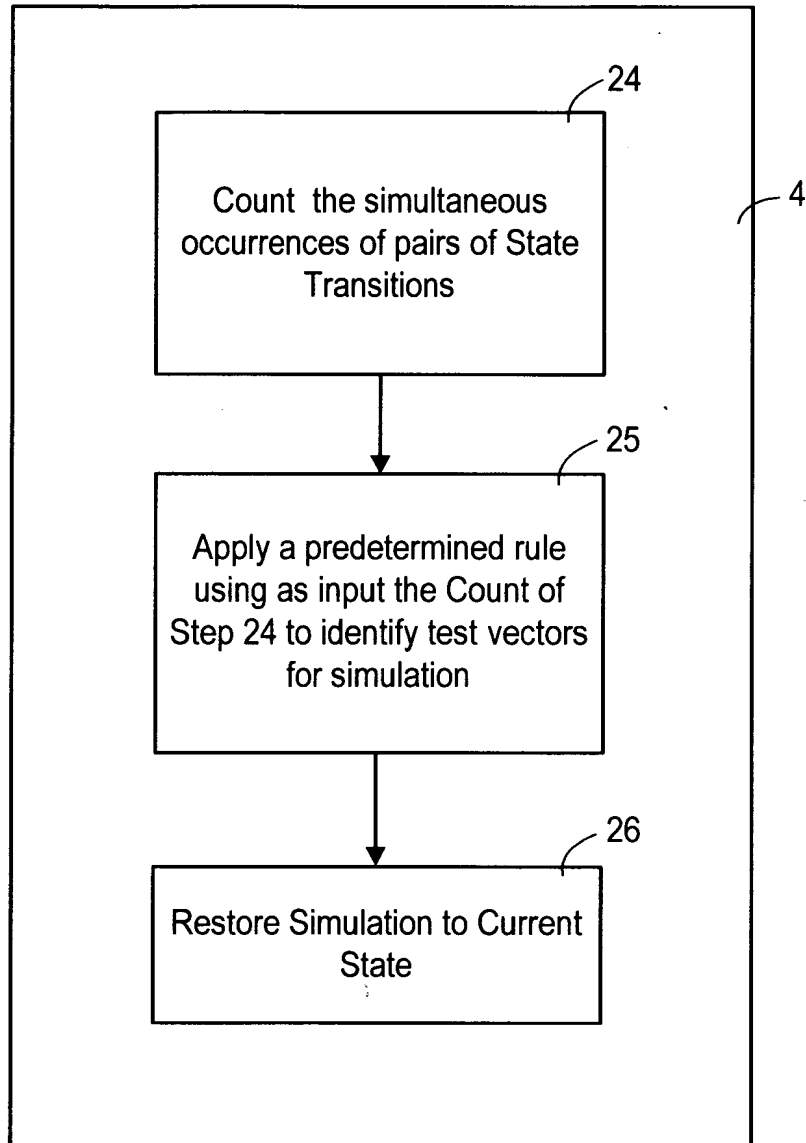 24
4
Count the simultaneous
occurrences of pairs of State
Transitions
25
Apply a predetermined rule
using as input the Count of
Step 24 to identify test vectors
for simulation
26
Restore Simulation to Current
State